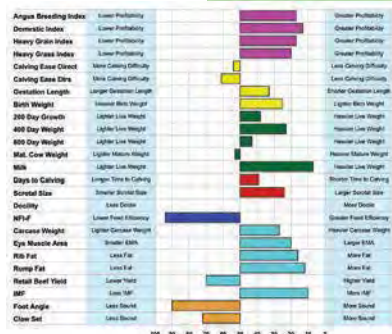 Angus Breeding Index Lower Profitability Greater Profitability
Domestic Index Lower Profitability Greater Profitability
Heavy Grain Index Lower Profitability Greater Profitability
Heavy Grass Index Lower Profitability Greater Profitability
Calving Ease Direct More Calving Difficulty Less Calving Difficulty
Calving Ease Dtrs More Calving Difficulty Less Calving Difficulty
Gestation Length Longer Gestation Length Shorter Gestation Length
Birth Weight Heavier Birth Weight Lighter Birth Weight
200 Day Growth Lighter Live Weight Heavier Live Weight
400 Day Weight Lighter Live Weight Heavier Live Weight
600 Day Weight Lighter Live Weight Heavier Live Weight
Mat. Cow Weight Lighter Mature Weight Heavier Mature Weight
Milk Lighter Live Weight Heavier Live Weight
Days to Calving Longer Time to Calving Shorter Time to Calving
Scrotal Size Smaller Scrotal Size Larger Scrotal Size
Docility Less Docile More Docile
NFI-F Lower Feed Efficiency Greater Feed Efficiency
Carcase Weight Lighter Carcase Weight Heavier Carcase Weight
Eye Muscle Area Smaller EMA Larger EMA
Rib Fat Less Fat More Fat
Rump Fat Less Fat More Fat
Retail Beef Yield Lower Yield Higher Yield
IMF Less IMF More IMF
Foot Angle Less Sound More Sound
Claw Set Less Sound More Sound